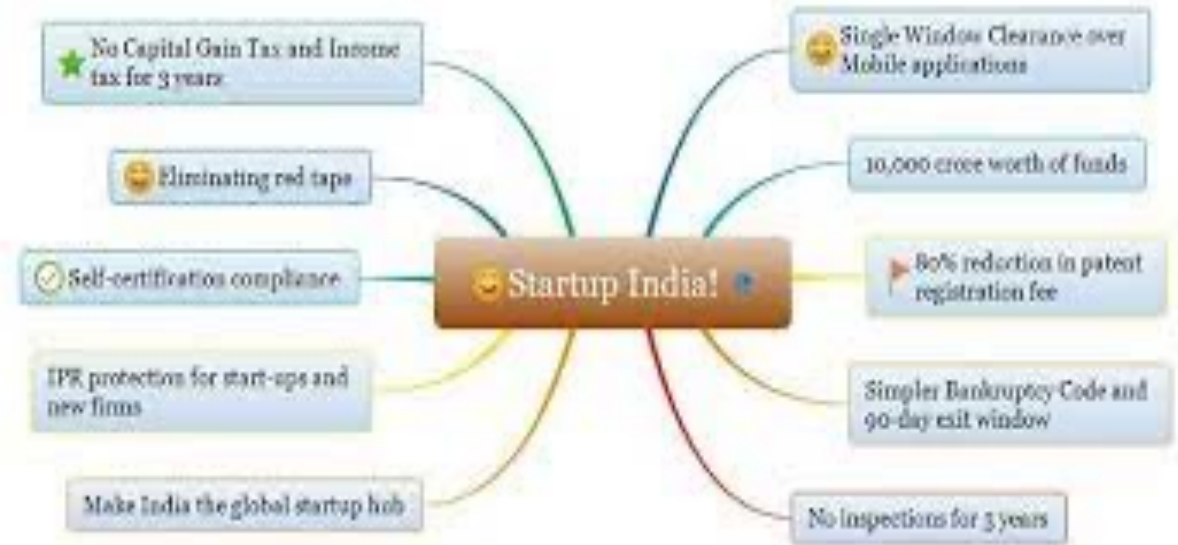 No Capital Gain Tax and Income
tax for 3 years
Eliminating red tape
Self-certification compliance
IPR protection for start-ups and
new firms
Make India the global startup hub
Startup India!
Single Window Clearance over
Mobile applications
10,000 crore worth of funds
80% reduction in patent
registration fee
Simpler Bankruptcy Code and
90-day exit window
No inspections for 3 years